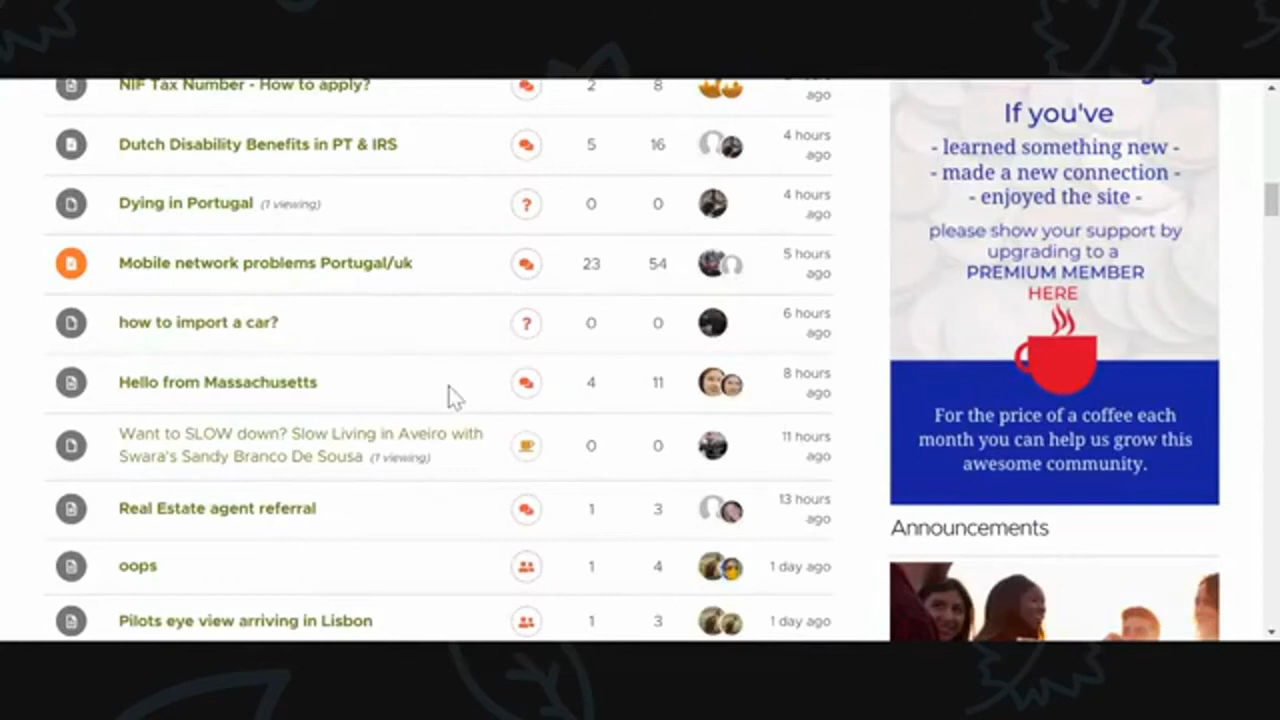 NIF Tax Number - How to apply?
2
8
ago
Dutch Disability Benefits in PT & IRS
5
16
4 hours
ago
Dying in Portugal (1 viewing)
?
0
0
4 hours
ago
Mobile network problems Portugal/uk
23
54
5 hours
ago
how to import a car?
?
0
0
6 hours
ago
Hello from Massachusetts
4
11
8 hours
ago
Want to SLOW down? Slow Living in Aveiro with
Swara's Sandy Branco De Sousa (1 viewing)
0
0
11 hours
ago
Real Estate agent referral
1
3
13 hours
ago
oops
1
4
1 day ago
Pilots eye view arriving in Lisbon
1
3
1 day ago
If you've
- learned something new -
- made a new connection -
- enjoyed the site -
please show your support by
upgrading to a
PREMIUM MEMBER
HERE
For the price of a coffee each
month you can help us grow this
awesome community.
Announcements